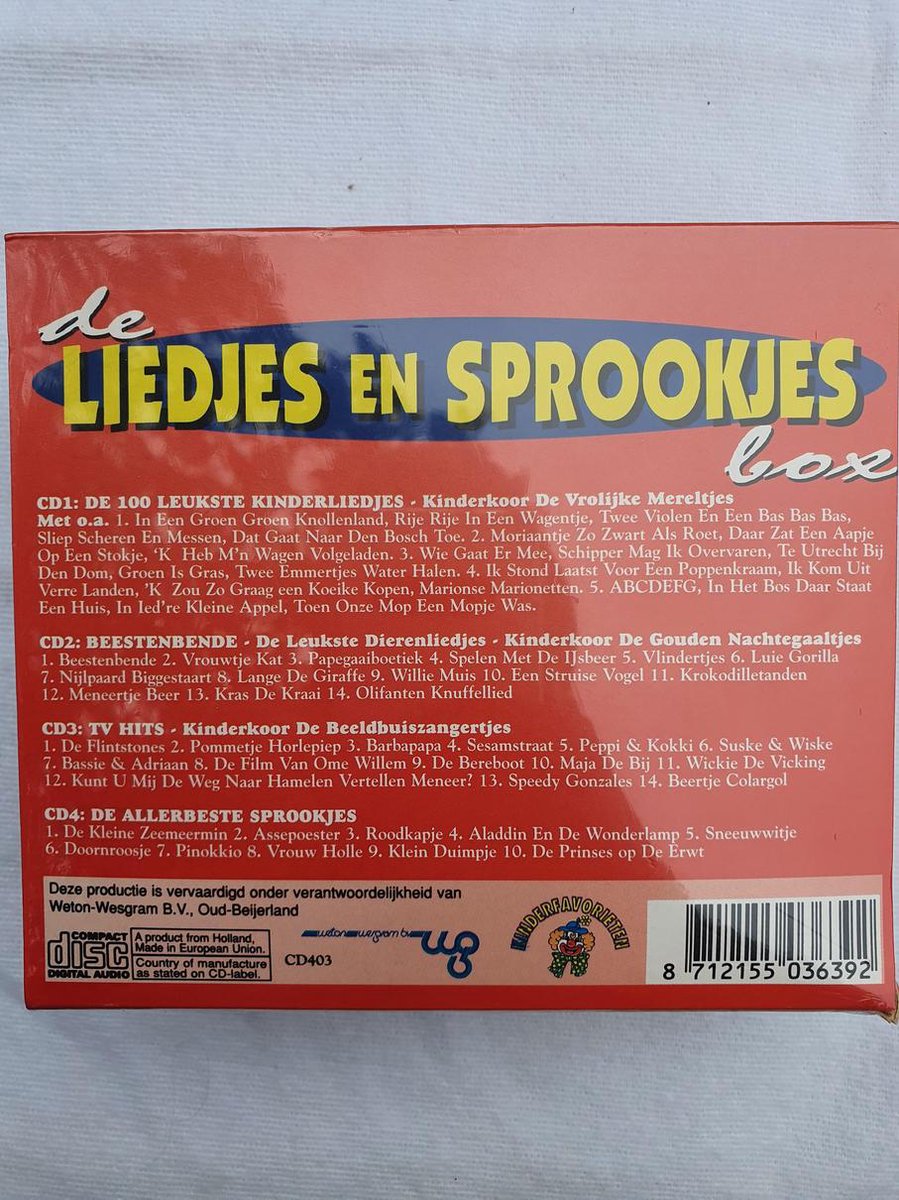 de
LIEDJES EN SPROOKJES
box
CD1: DE 100 LEUKSTE KINDERLIEDJES - Kinderkoor De Vrolijke Mereltjes
Met o.a. 1. In Een Groen Groen Knollenland, Rije Rije In Een Wagentje, Twee Violen En Een Bas Bas Bas,
Sliep Scheren En Messen, Dat Gaat Naar Den Bosch Toe. 2. Moriaantje Zo Zwart Als Roet, Daar Zat Een Aapje
Op Een Stokje, ‘K Heb M’n Wagen Volgeladen. 3. Wie Gaat Er Mee, Schipper Mag Ik Overvaren, Te Utrecht Bij
Den Dom, Groen Is Gras, Twee Emmertjes Water Halen. 4. Ik Stond Laatst Voor Een Poppenkraam, Ik Kom Uit
Verre Landen, ’K Zou Zo Graag een Koeike Kopen, Marionse Marionetten. 5. ABCDEFG, In Het Bos Daar Staat
Een Huis, In Ied’re Kleine Appel, Toen Onze Mop Een Mopje Was.
CD2: BEESTENBENDE - De Leukste Dierenliedjes - Kinderkoor De Gouden Nachtegaaltjes
1. Beestenbende 2. Vrouwtje Kat 3. Papegaaiboetiek 4. Spelen Met De IJsbeer 5. Vlindertjes 6. Luie Gorilla
7. Nijlpaard Biggestaart 8. Lange De Giraffe 9. Willie Muis 10. Een Struise Vogel 11. Krokodilletanden
12. Meneertje Beer 13. Kras De Kraai 14. Olifanten Knuffellied
CD3: TV HITS - Kinderkoor De Beeldbuiszangertjes
1. De Flintstones 2. Pommetje Horlepiep 3. Barbapapa 4. Sesamstraat 5. Peppi & Kokki 6. Suske & Wiske
7. Bassie & Adriaan 8. De Film Van Ome Willem 9. De Bereboot 10. Maja De Bij 11. Wickie De Vicking
12. Kunt U Mij De Weg Naar Hamelen Vertellen Meneer? 13. Speedy Gonzales 14. Beertje Colargol
CD4: DE ALLERBESTE SPROOKJES
1. De Kleine Zeemeermin 2. Assepoester 3. Roodkapje 4. Aladdin En De Wonderlamp 5. Sneeuwwitje
6. Doornroosje 7. Pinokkio 8. Vrouw Holle 9. Klein Duimpje 10. De Prinses op De Erwt
Deze productie is vervaardigd onder verantwoordelijkheid van
Weton-Wesgram B.V., Oud-Beijerland
COMPACT
disc
DIGITAL AUDIO
A product from Holland,
Made in European Union.
Country of manufacture
as stated on CD-label.
weton wesgram bv
CD403
KINDERFAVORIETEN
8 712155 036392